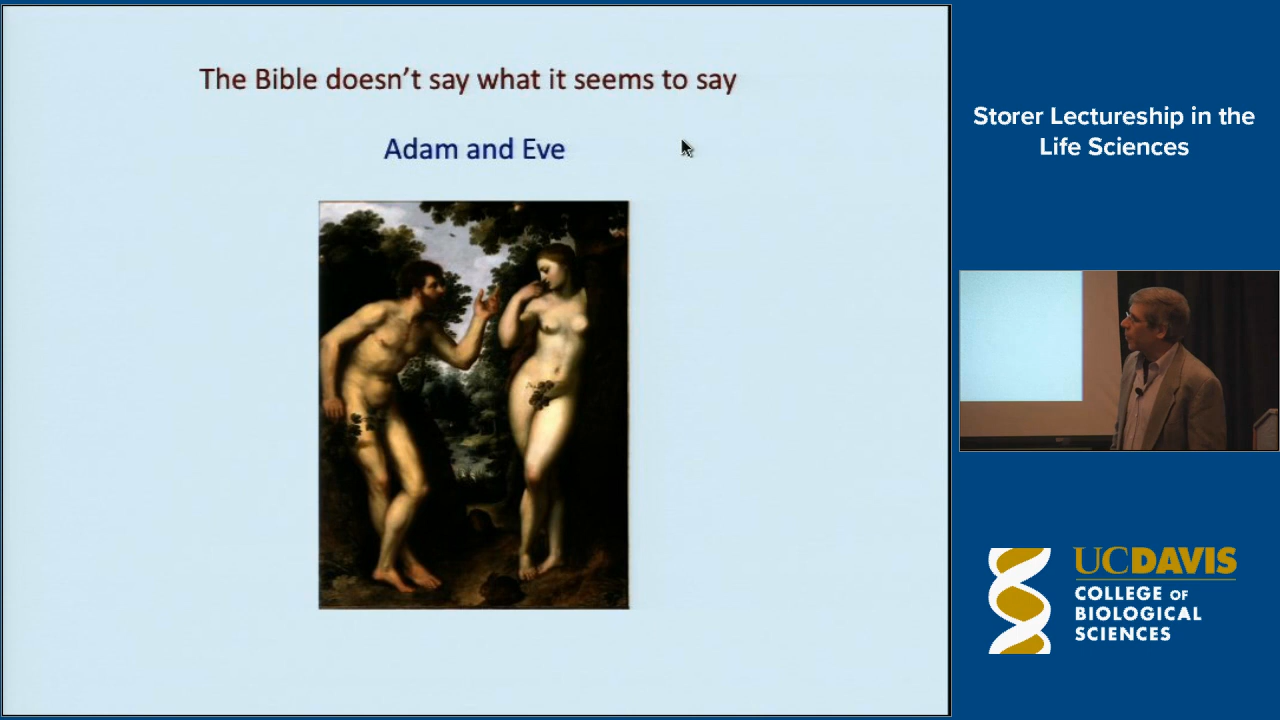 The Bible doesn’t say what it seems to say
Adam and Eve
Storer Lectureship in the
Life Sciences
UCDAVIS
COLLEGE OF
BIOLOGICAL
SCIENCES